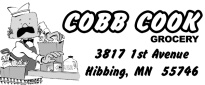 COBB COOK
GROCERY
3817 1st Avenue
Hibbing, MN 55746